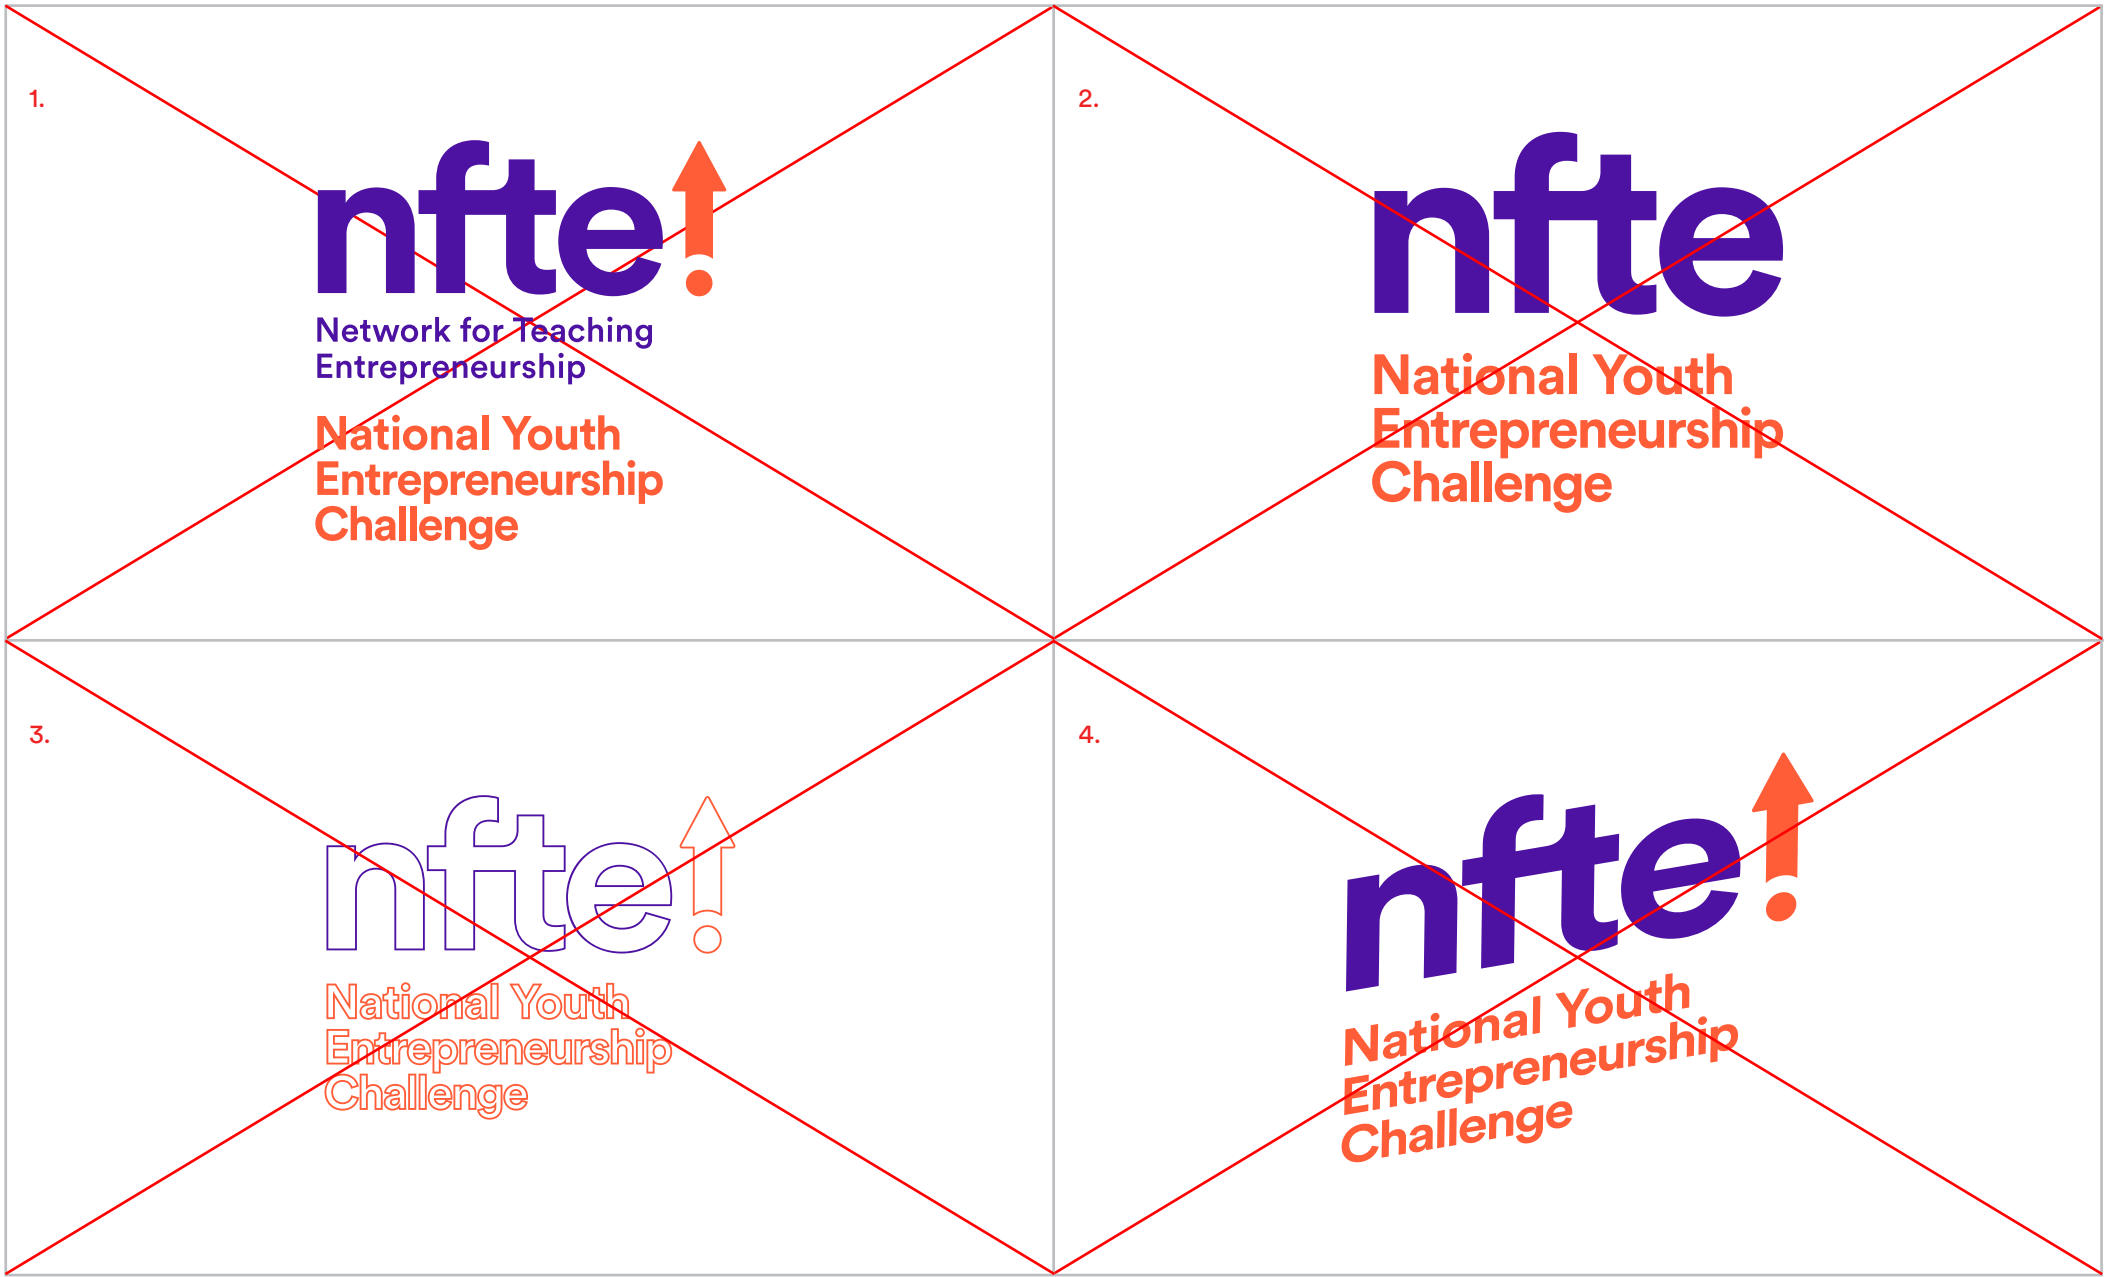 1.
nfte!
Network for Teaching
Entrepreneurship
National Youth
Entrepreneurship
Challenge
2.
nfte
National Youth
Entrepreneurship
Challenge
3.
nfte!
National Youth
Entrepreneurship
Challenge
4.
nfte!
National Youth
Entrepreneurship
Challenge